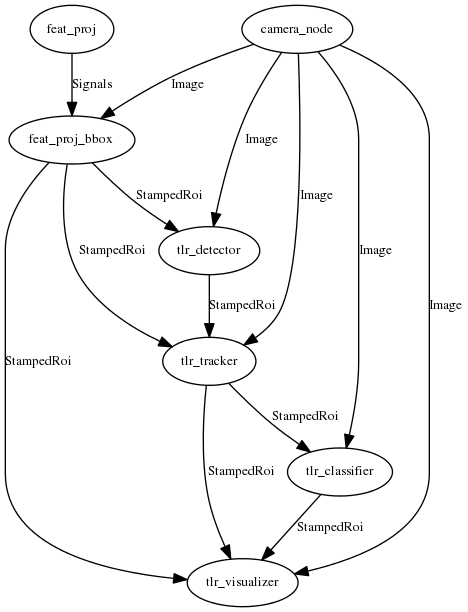 feat_proj
camera_node
Signals
Image
feat_proj_bbox
Image
StampedRoi
Image
tlr_detector
StampedRoi
Image
StampedRoi
StampedRoi
Image
tlr_tracker
StampedRoi
StampedRoi
tlr_classifier
StampedRoi
tlr_visualizer